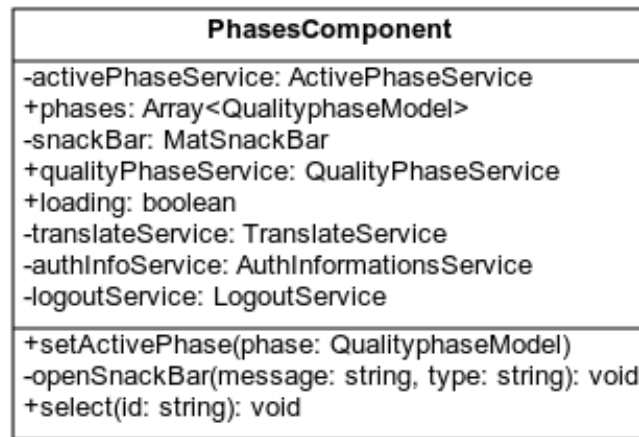 PhasesComponent
-activePhaseService: ActivePhaseService
+phases: Array<QualityphaseModel>
-snackBar: MatSnackBar
+qualityPhaseService: QualityPhaseService
+loading: boolean
-translateService: TranslateService
-authInfoService: AuthInformationsService
-logoutService: LogoutService
+setActivePhase(phase: QualityphaseModel)
-openSnackBar(message: string, type: string): void
+select(id: string): void